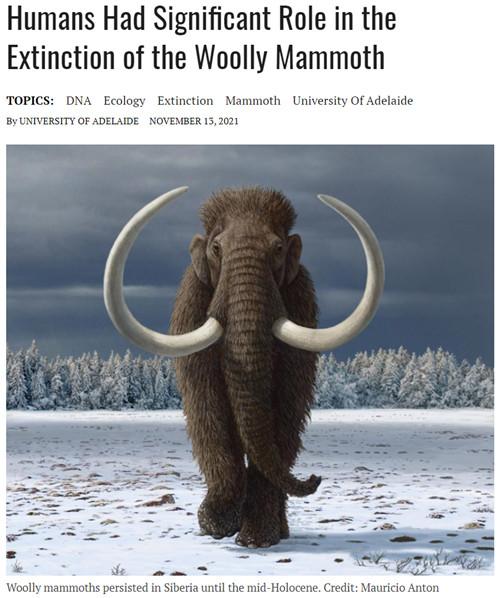 Humans Had Significant Role in the
Extinction of the Woolly Mammoth
TOPICS: DNA Ecology Extinction Mammoth University Of Adelaide
By UNIVERSITY OF ADELAIDE NOVEMBER 13, 2021
Woolly mammoths persisted in Siberia until the mid-Holocene. Credit: Mauricio Anton